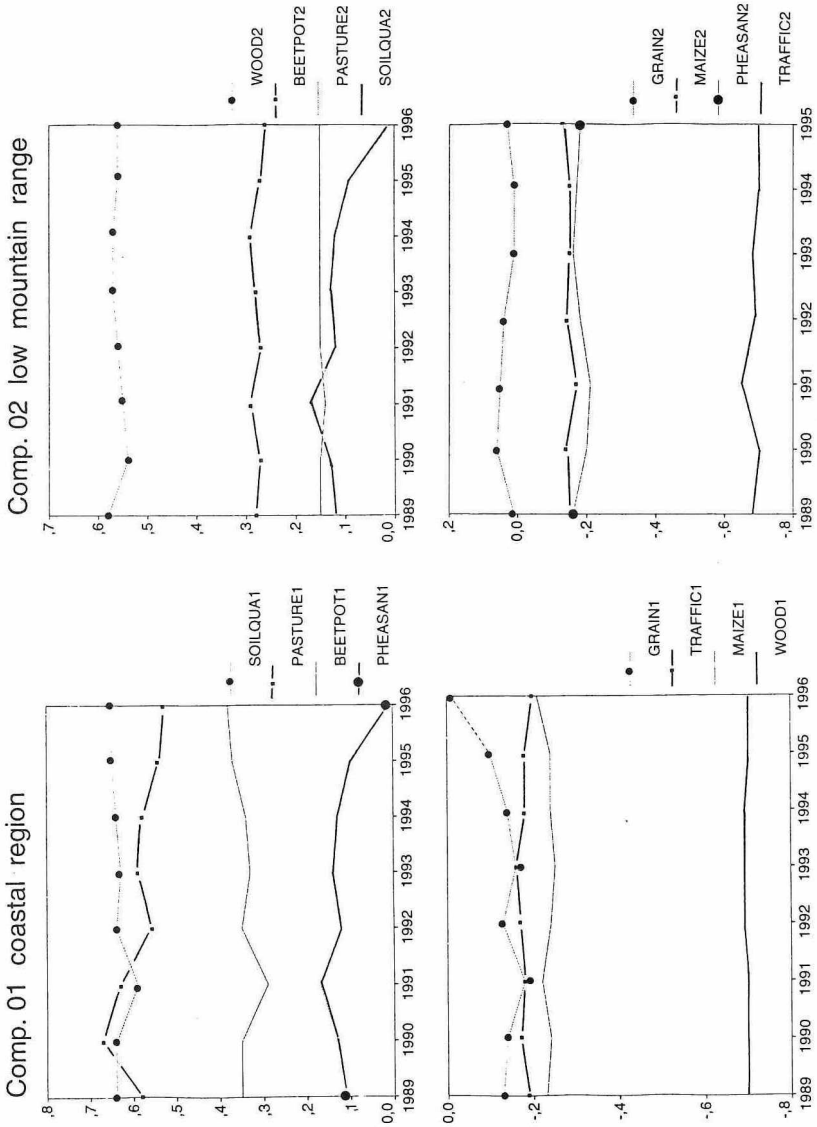 Comp. 01 coastal region
,8
,7
,6
,5
,4
,3
,2
,1
0,0
1989 1990 1991 1992 1993 1994 1995 1996
SOILQUA1
PASTURE1
BEETPOT1
PHEASAN1
0,0
-,2
-,4
-,6
-,8
1989 1990 1991 1992 1993 1994 1995 1996
GRAIN1
TRAFFIC1
MAIZE1
WOOD1
Comp. 02 low mountain range
,7
,6
,5
,4
,3
,2
,1
0,0
1989 1990 1991 1992 1993 1994 1995 1996
WOOD2
BEETPOT2
PASTURE2
SOILQUA2
,2
0,0
-,2
-,4
-,6
-,8
1989 1990 1991 1992 1993 1994 1995
GRAIN2
MAIZE2
PHEASAN2
TRAFFIC2